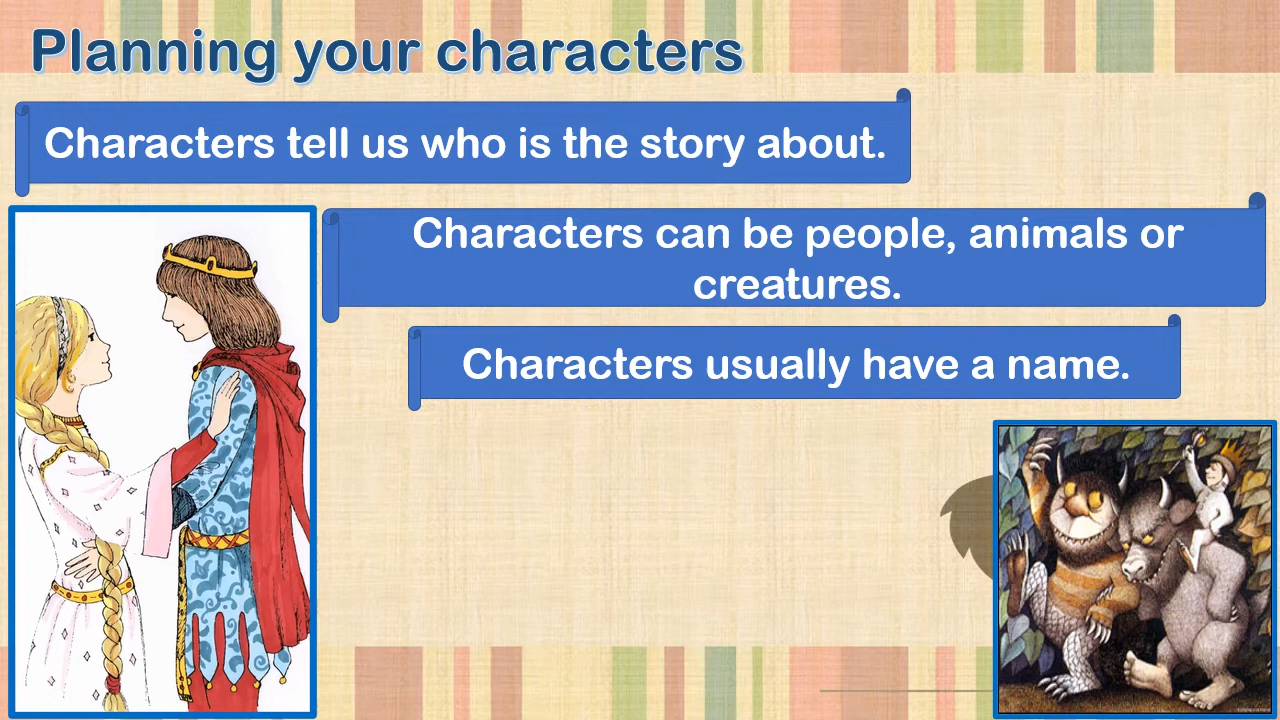 Planning your characters
Characters tell us who is the story about.
Characters can be people, animals or
creatures.
Characters usually have a name.